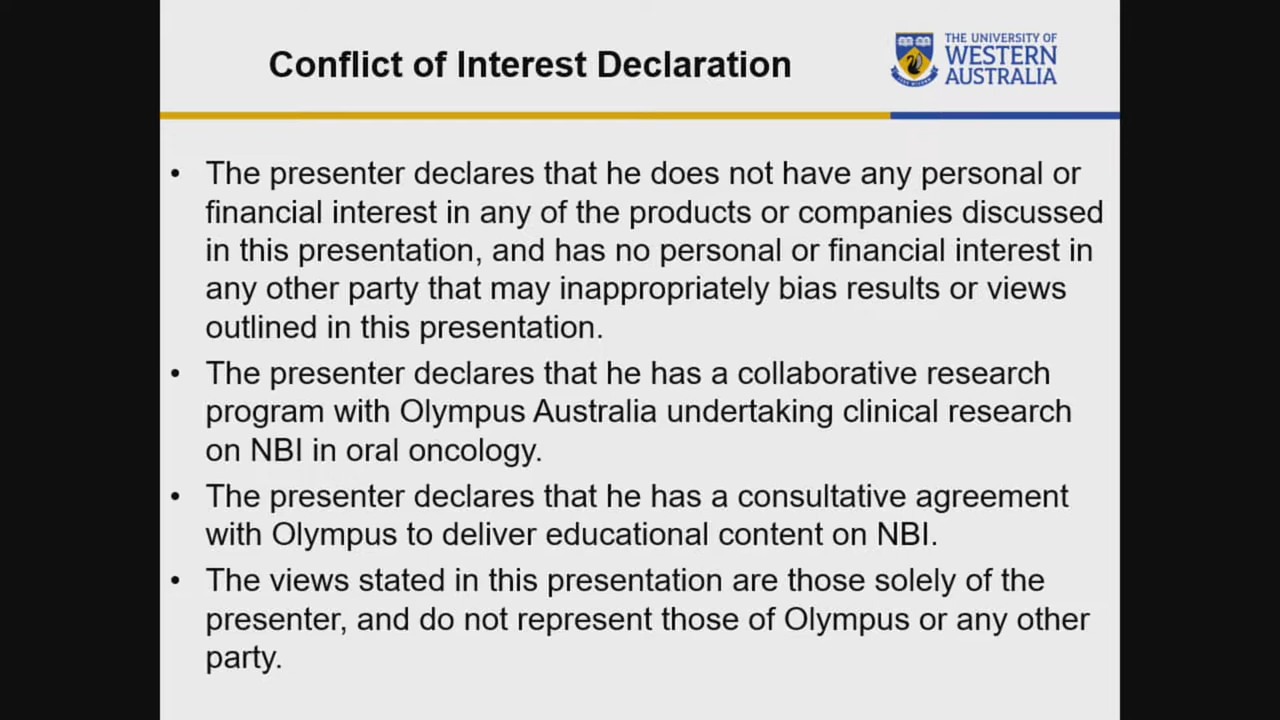 Conflict of Interest Declaration
THE UNIVERSITY OF
WESTERN
AUSTRALIA
• The presenter declares that he does not have any personal or
financial interest in any of the products or companies discussed
in this presentation, and has no personal or financial interest in
any other party that may inappropriately bias results or views
outlined in this presentation.
• The presenter declares that he has a collaborative research
program with Olympus Australia undertaking clinical research
on NBI in oral oncology.
• The presenter declares that he has a consultative agreement
with Olympus to deliver educational content on NBI.
• The views stated in this presentation are those solely of the
presenter, and do not represent those of Olympus or any other
party.